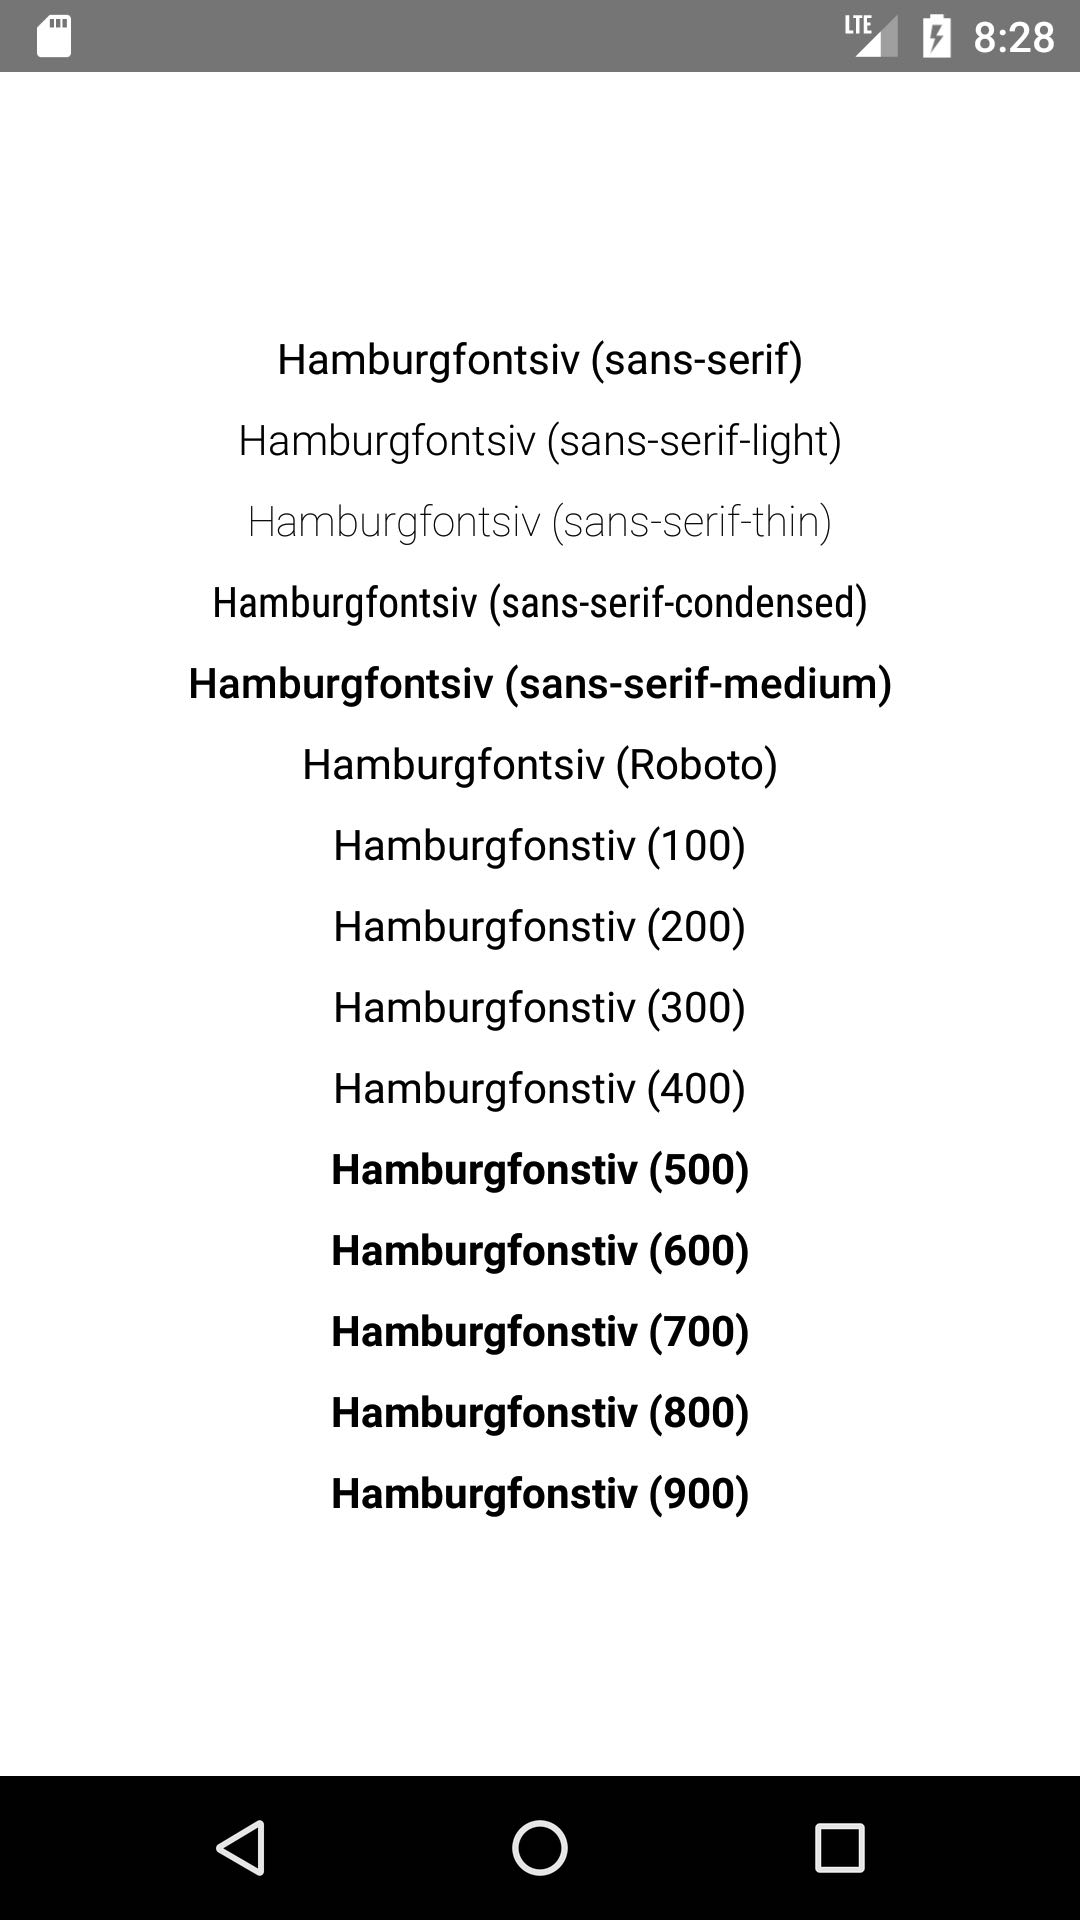 LTE 8:28
Hamburgfontsiv (sans-serif)
Hamburgfontsiv (sans-serif-light)
Hamburgfontsiv (sans-serif-thin)
Hamburgfontsiv (sans-serif-condensed)
Hamburgfontsiv (sans-serif-medium)
Hamburgfontsiv (Roboto)
Hamburgfonstiv (100)
Hamburgfonstiv (200)
Hamburgfonstiv (300)
Hamburgfonstiv (400)
Hamburgfonstiv (500)
Hamburgfonstiv (600)
Hamburgfonstiv (700)
Hamburgfonstiv (800)
Hamburgfonstiv (900)